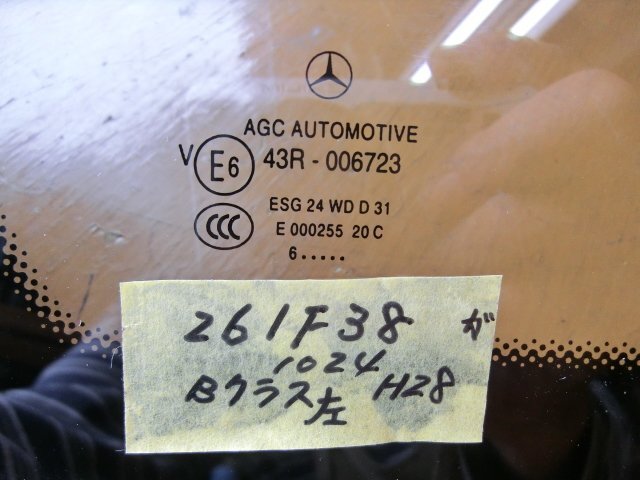 AGC AUTOMOTIVE
V E6 43R - 006723
CCC ESG 24 WD D 31
E 000255 20 C
6.....
261F38 ガ
1024
Bクラス 左 H28